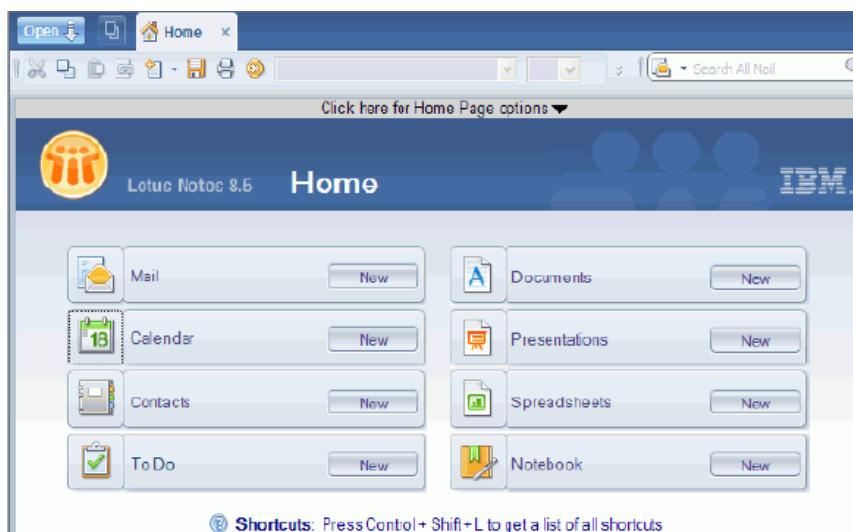 Open
Home ×
Search All Mail
Click here for Home Page options
Lotus Notes 8.5 Home IBM.
Mail New
Documents New
18
Calendar New
Presentations New
Contacts New
Spreadsheets New
To Do New
Notebook New
Shortcuts: Press Control + Shift + L to get a list of all shortcuts